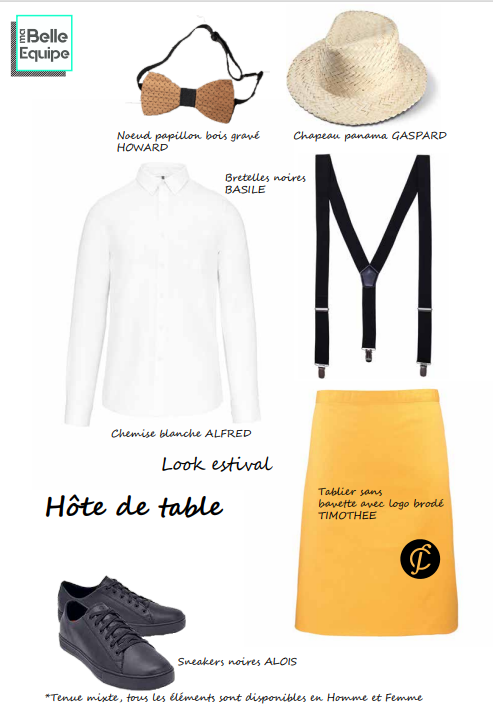 ma
Belle
Equipe
Noeud papillon bois gravé
HOWARD
Chapeau panama GASPARD
Bretelles noires
BASILE
Chemise blanche ALFRED
Look estival
Hôte de table
Tablier sans
bavette avec logo brodé
TIMOTHEE
Sneakers noires ALOIS
*Tenue mixte, tous les éléments sont disponibles en Homme et Femme